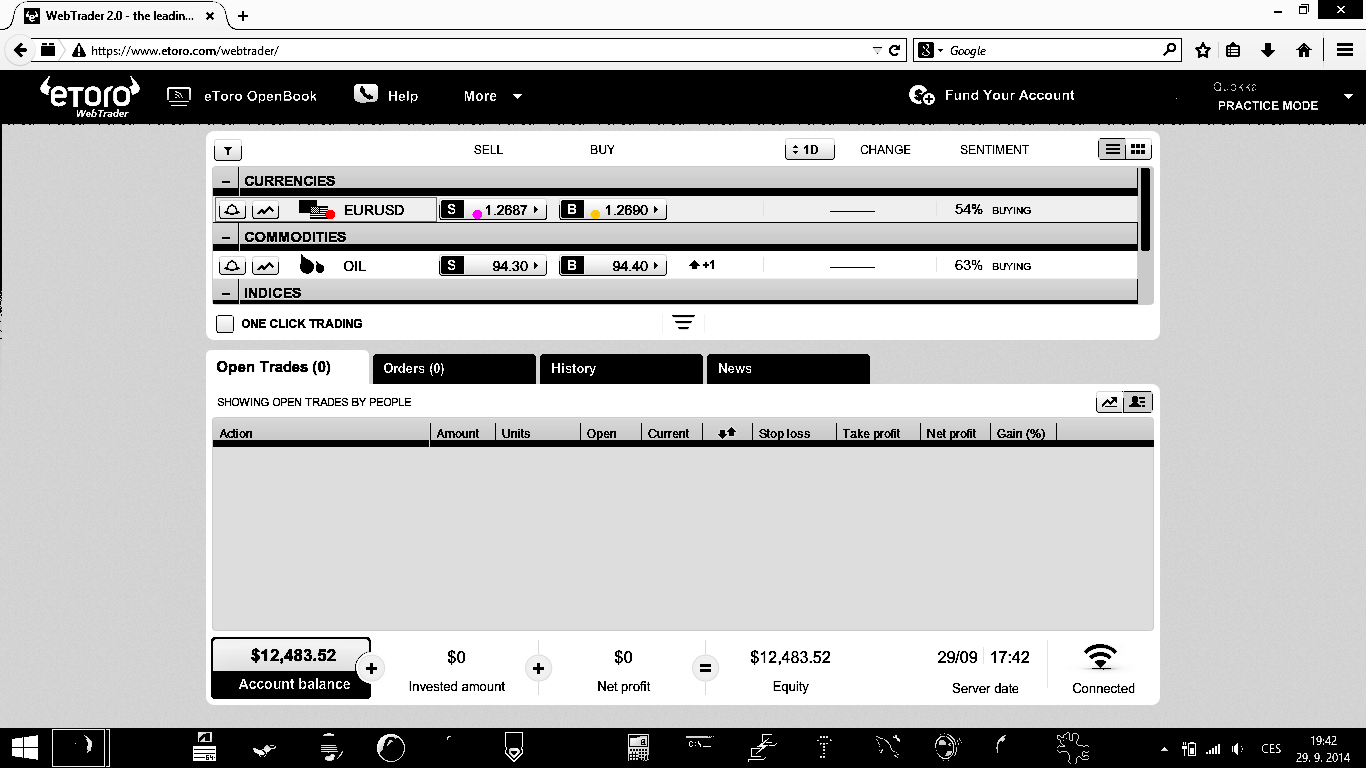 WebTrader 2.0 - the leadin...
https://www.etoro.com/webtrader/
Google
eToro
WebTrader
eToro OpenBook
Help
More
Fund Your Account
PRACTICE MODE
SELL BUY 1D CHANGE SENTIMENT
– CURRENCIES
EURUSD S 1.2687 B 1.2690 54% BUYING
– COMMODITIES
OIL S 94.30 B 94.40 +1 63% BUYING
– INDICES
ONE CLICK TRADING
Open Trades (0) Orders (0) History News
SHOWING OPEN TRADES BY PEOPLE
Action Amount Units Open Current Stop loss Take profit Net profit Gain (%)
$12,483.52 + $0 + $0 = $12,483.52 29/09 17:42
Account balance Invested amount Net profit Equity Server date Connected
64
C:\_
CES
19:42
29. 9. 2014